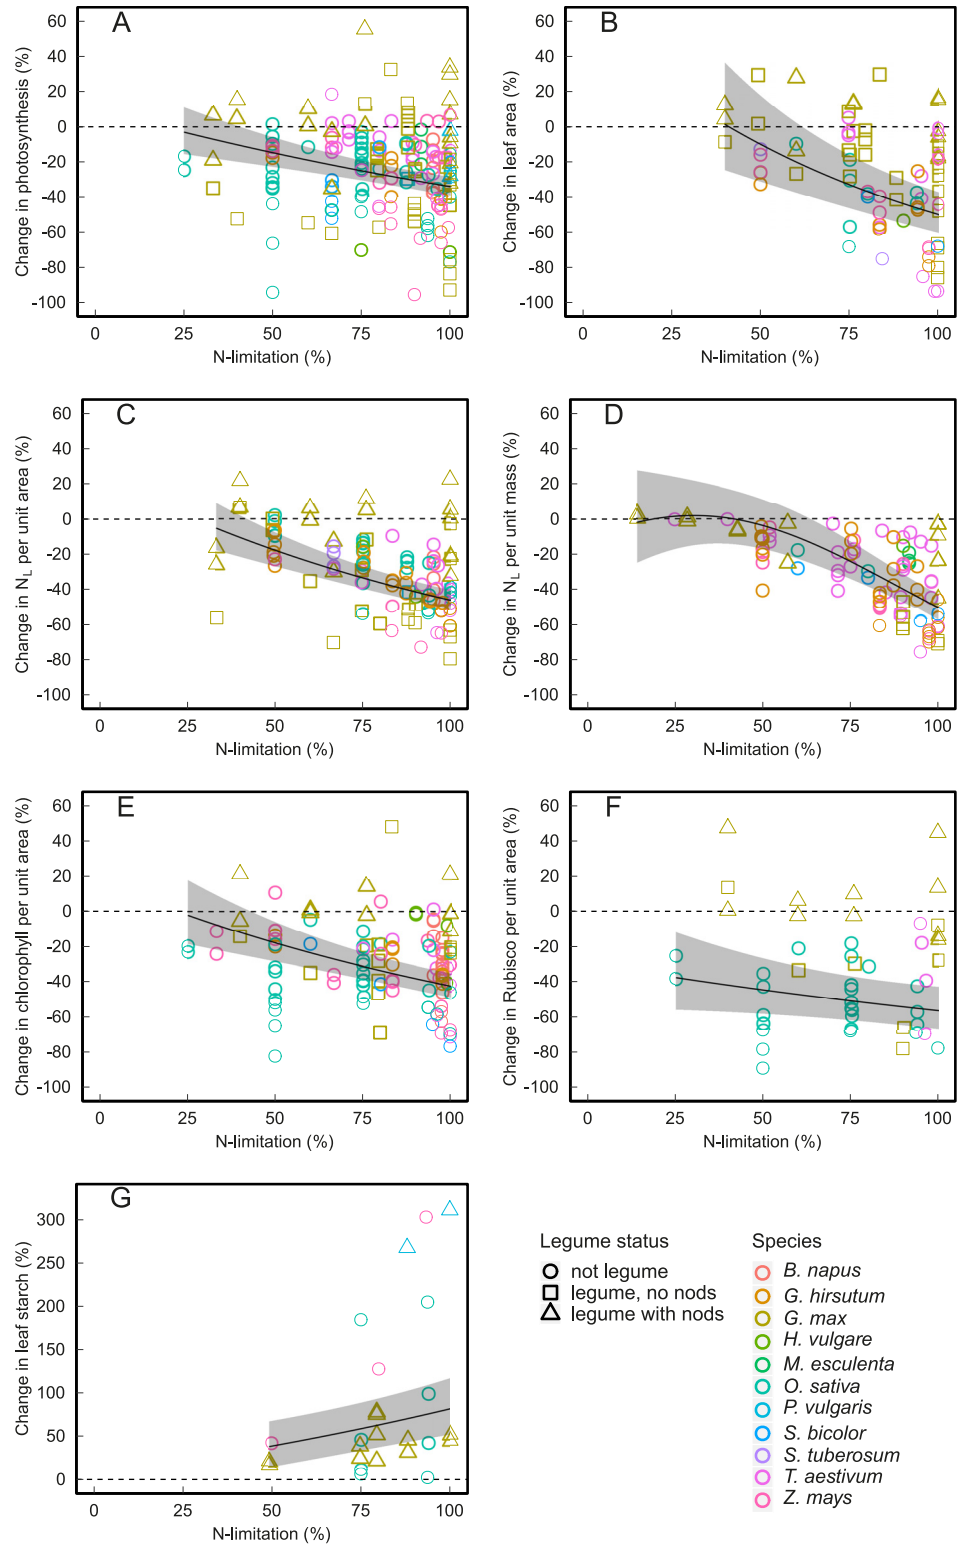 A
Change in photosynthesis (%)
60
40
20
0
-20
-40
-60
-80
-100
0 25 50 75 100
N-limitation (%)
B
Change in leaf area (%)
60
40
20
0
-20
-40
-60
-80
-100
0 25 50 75 100
N-limitation (%)
C
Change in NL per unit area (%)
60
40
20
0
-20
-40
-60
-80
-100
0 25 50 75 100
N-limitation (%)
D
Change in NL per unit mass (%)
60
40
20
0
-20
-40
-60
-80
-100
0 25 50 75 100
N-limitation (%)
E
Change in chlorophyll per unit area (%)
60
40
20
0
-20
-40
-60
-80
-100
0 25 50 75 100
N-limitation (%)
F
Change in Rubisco per unit area (%)
60
40
20
0
-20
-40
-60
-80
-100
0 25 50 75 100
N-limitation (%)
G
Change in leaf starch (%)
300
250
200
150
100
50
0
0 25 50 75 100
N-limitation (%)
Legume status
not legume
legume, no nods
legume with nods
Species
B. napus
G. hirsutum
G. max
H. vulgare
M. esculenta
O. sativa
P. vulgaris
S. bicolor
S. tuberosum
T. aestivum
Z. mays